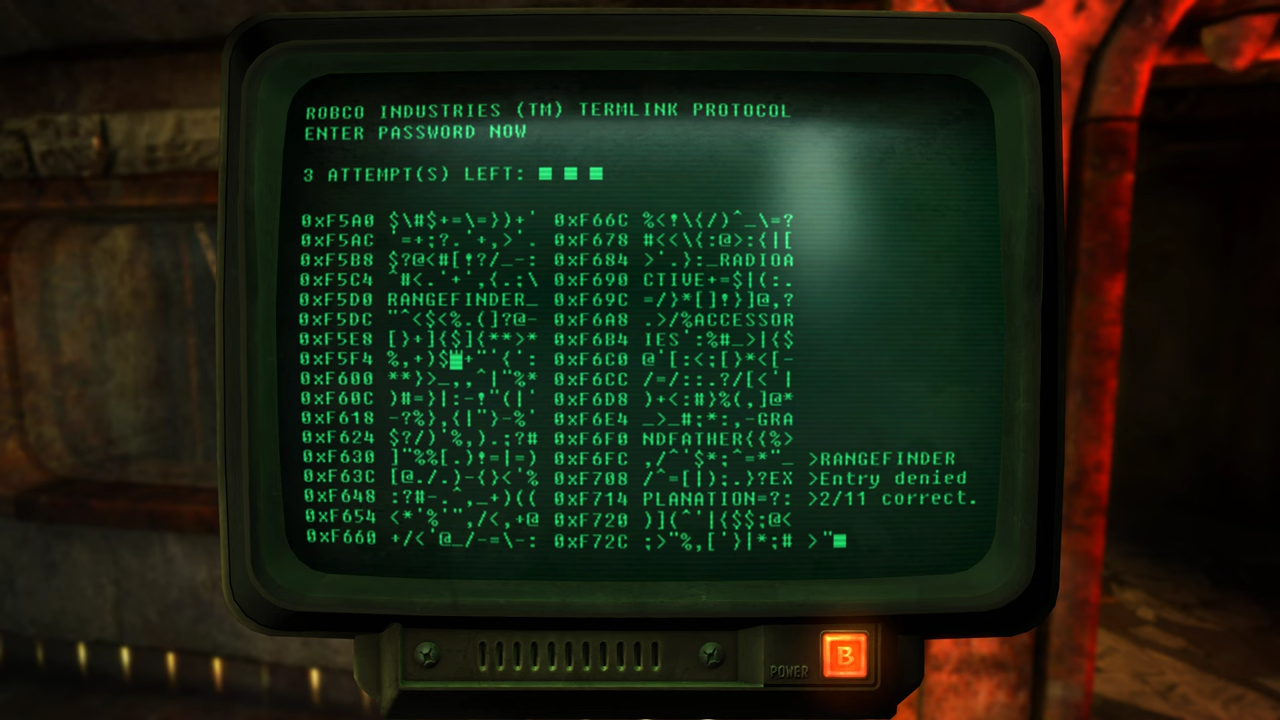 ROBCO INDUSTRIES (TM) TERMLINK PROTOCOL
ENTER PASSWORD NOW
3 ATTEMPT(S) LEFT: ■ ■ ■
0xF5A0 $\#$+=\=})+' 0xF66C %<!\{/)^_\=?
0xF5AC '=+;?.'+,>'. 0xF678 #<<\{:@>:{|[
0xF5B8 $?@<#[!?/_-: 0xF684 >'.}:_RADIOA
0xF5C4 ^#<.'+',{.;\ 0xF690 CTIVE+=$|(:.
0xF5D0 RANGEFINDER_ 0xF69C =/}*[]!}]@,?
0xF5DC "^<$<%.(]?@- 0xF6A8 .>/%ACCESSOR
0xF5E8 [}+]{$]{**>* 0xF6B4 IES':%#_>|{$
0xF5F4 %,+)$■+"'{': 0xF6C0 @'[:<;[}*<[-
0xF600 **}>_,,^|"%* 0xF6CC /=/::.?/[<'|
0xF60C )#=}|:-!"(|' 0xF6D8 )+<:#}%(,]@*
0xF618 -?%},{|"}-%' 0xF6E4 _>_#;*:,-GRA
0xF624 $?/)'%,).;?# 0xF6F0 NDFATHER{{%>
0xF630 ]"%%[.)!=|=) 0xF6FC ,/^"$*;^=*"_ >RANGEFINDER
0xF63C [@./.)-{}<'% 0xF708 /^=[|);.}?EX >Entry denied
0xF648 :?#-.^,_+)(( 0xF714 PLANATION=?: >2/11 correct.
0xF654 <*'%'",/<,+@ 0xF720 )](^'|{$$;@<
0xF660 +/<'@_/-=\-: 0xF72C ;>"%,['}|*;# >"■
POWER
B